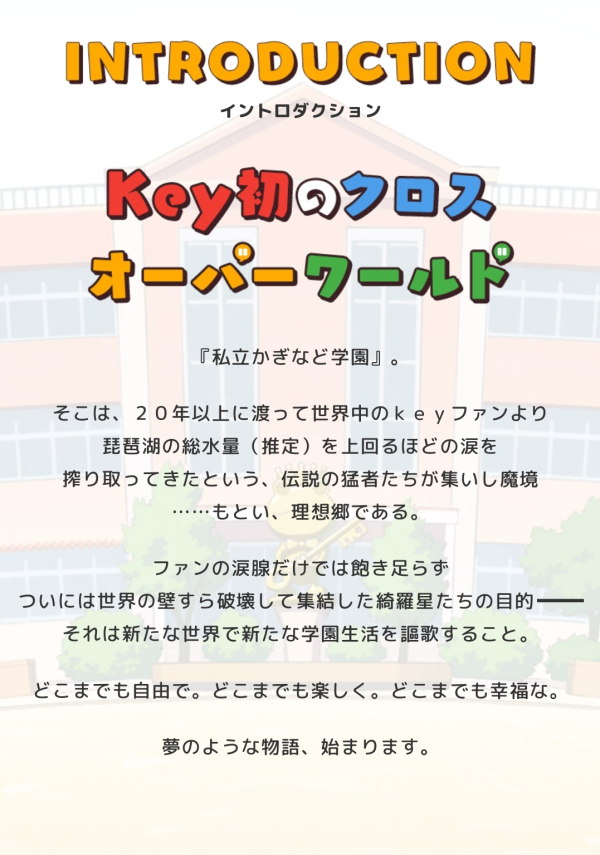 INTRODUCTION
イントロダクション
Key初のクロス
オーバーワールド
『私立かぎなど学園』。
そこは、２０年以上に渡って世界中のｋｅｙファンより
琵琶湖の総水量（推定）を上回るほどの涙を
搾り取ってきたという、伝説の猛者たちが集いし魔境
……もとい、理想郷である。
ファンの涙腺だけでは飽き足らず
ついには世界の壁すら破壊して集結した綺羅星たちの目的━━
それは新たな世界で新たな学園生活を謳歌すること。
どこまでも自由で。どこまでも楽しく。どこまでも幸福な。
夢のような物語、始まります。